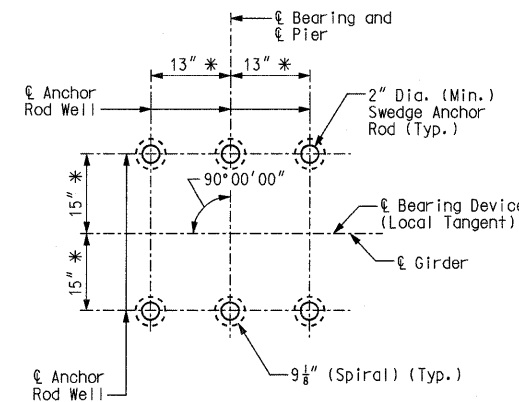 ℄ Bearing and
℄ Pier
13" * 13" *
℄ Anchor
Rod Well
2" Dia. (Min.)
Swedge Anchor
Rod (Typ.)
90°00'00"
15" *
℄ Bearing Device
(Local Tangent)
℄ Girder
15" *
9⅛" (Spiral) (Typ.)
℄ Anchor
Rod Well